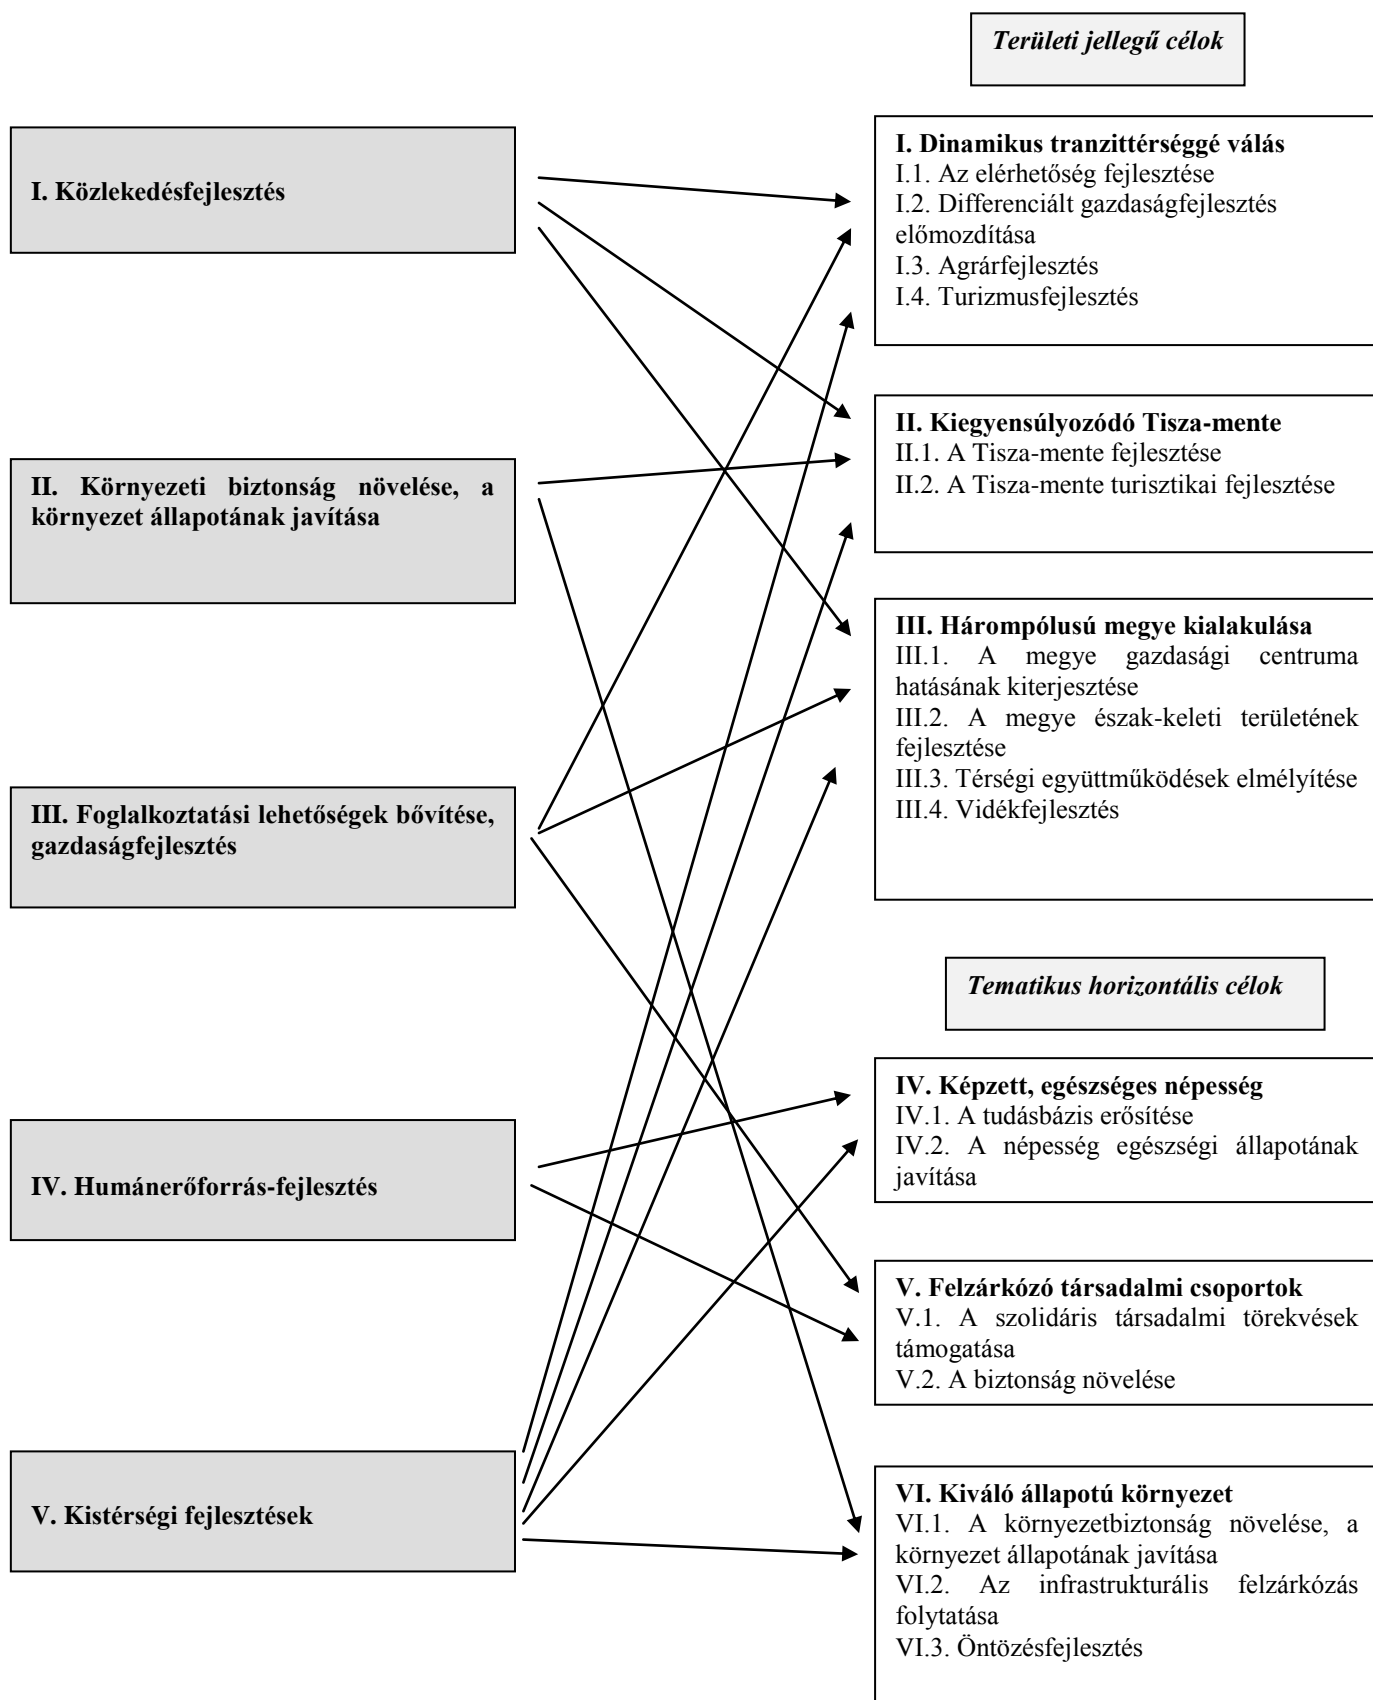 Területi jellegű célok
I. Közlekedésfejlesztés
II. Környezeti biztonság növelése, a
környezet állapotának javítása
III. Foglalkoztatási lehetőségek bővítése,
gazdaságfejlesztés
IV. Humánerőforrás-fejlesztés
V. Kistérségi fejlesztések
I. Dinamikus tranzittérséggé válás
I.1. Az elérhetőség fejlesztése
I.2. Differenciált gazdaságfejlesztés
előmozdítása
I.3. Agrárfejlesztés
I.4. Turizmusfejlesztés
II. Kiegyensúlyozódó Tisza-mente
II.1. A Tisza-mente fejlesztése
II.2. A Tisza-mente turisztikai fejlesztése
III. Hárompólusú megye kialakulása
III.1. A megye gazdasági centruma
hatásának kiterjesztése
III.2. A megye észak-keleti területének
fejlesztése
III.3. Térségi együttműködések elmélyítése
III.4. Vidékfejlesztés
Tematikus horizontális célok
IV. Képzett, egészséges népesség
IV.1. A tudásbázis erősítése
IV.2. A népesség egészségi állapotának
javítása
V. Felzárkózó társadalmi csoportok
V.1. A szolidáris társadalmi törekvések
támogatása
V.2. A biztonság növelése
VI. Kiváló állapotú környezet
VI.1. A környezetbiztonság növelése, a
környezet állapotának javítása
VI.2. Az infrastrukturális felzárkózás
folytatása
VI.3. Öntözésfejlesztés